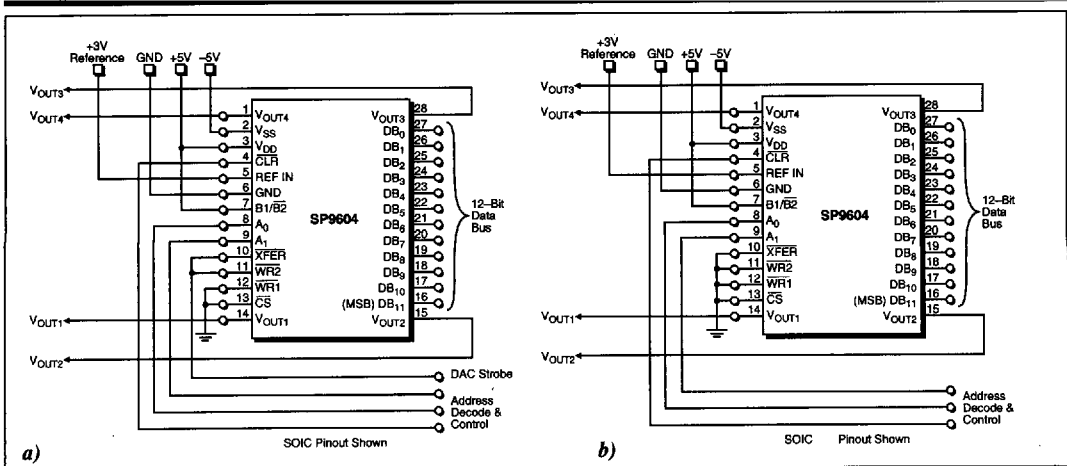 +3V
Reference
GND
+5V
–5V
VOUT3
VOUT4
1 VOUT4
2 VSS
3 VDD
4 CLR
5 REF IN
6 GND
7 B1/B2
8 A0
9 A1
10 XFER
11 WR2
12 WR1
13 CS
14 VOUT1
SP9604
VOUT3 28
DB0 27
DB1 26
DB2 25
DB3 24
DB4 23
DB5 22
DB6 21
DB7 20
DB8 19
DB9 18
DB10 17
(MSB) DB11 16
VOUT2 15
12–Bit
Data
Bus
VOUT1
VOUT2
DAC Strobe
Address
Decode &
Control
SOIC Pinout Shown
a)
+3V
Reference
GND
+5V
–5V
VOUT3
VOUT4
1 VOUT4
2 VSS
3 VDD
4 CLR
5 REF IN
6 GND
7 B1/B2
8 A0
9 A1
10 XFER
11 WR2
12 WR1
13 CS
14 VOUT1
SP9604
VOUT3 28
DB0 27
DB1 26
DB2 25
DB3 24
DB4 23
DB5 22
DB6 21
DB7 20
DB8 19
DB9 18
DB10 17
(MSB) DB11 16
VOUT2 15
12–Bit
Data
Bus
VOUT1
VOUT2
Address
Decode &
Control
SOIC Pinout Shown
b)